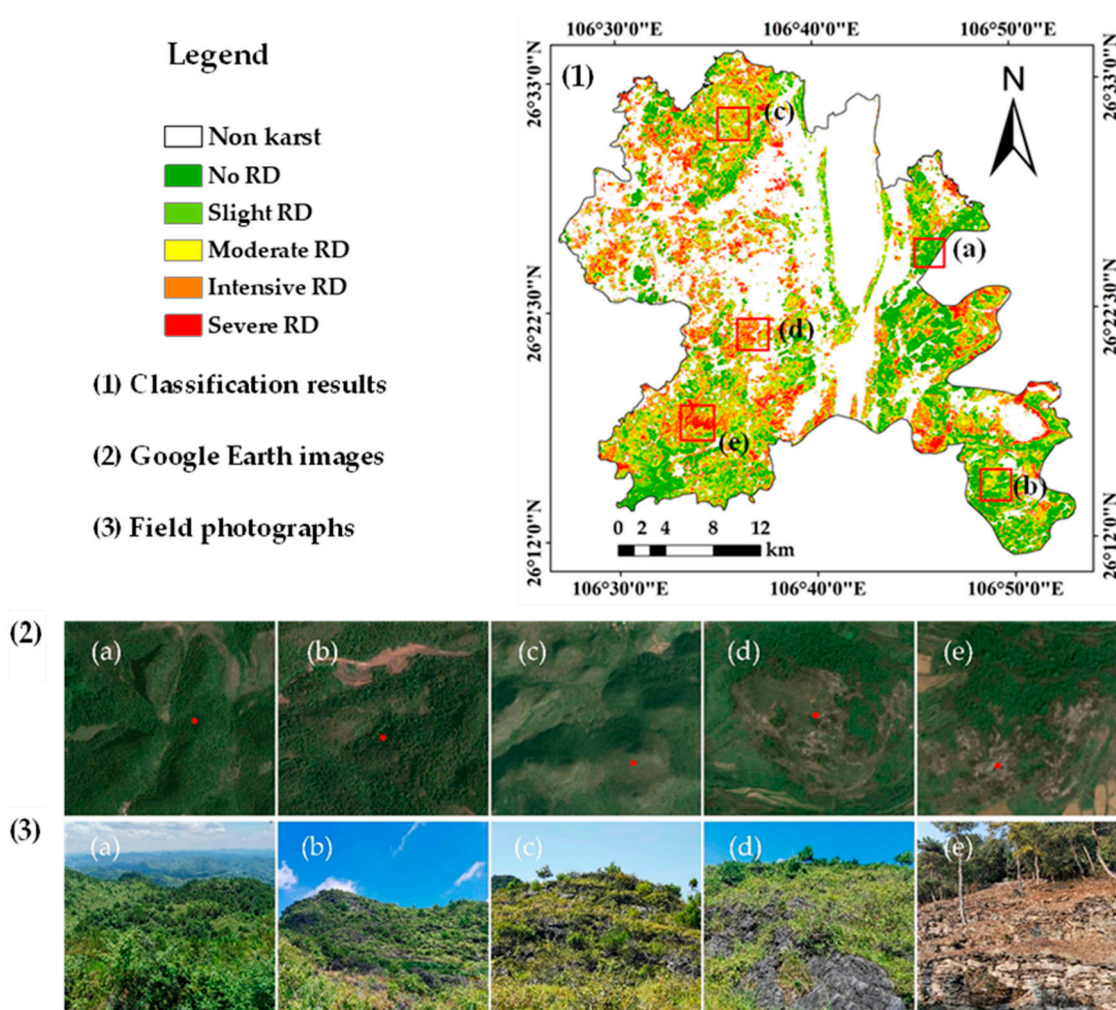 Legend
Non karst
No RD
Slight RD
Moderate RD
Intensive RD
Severe RD
(1) Classification results
(2) Google Earth images
(3) Field photographs
106°30'0"E 106°40'0"E 106°50'0"E
(1)
N
26°33'0"N
26°22'30"N
26°12'0"N
26°33'0"N
26°22'30"N
26°12'0"N
(c)
(a)
(d)
(e)
(b)
0 2 4 8 12
km
106°30'0"E 106°40'0"E 106°50'0"E
(2)
(a) (b) (c) (d) (e)
(3)
(a) (b) (c) (d) (e)